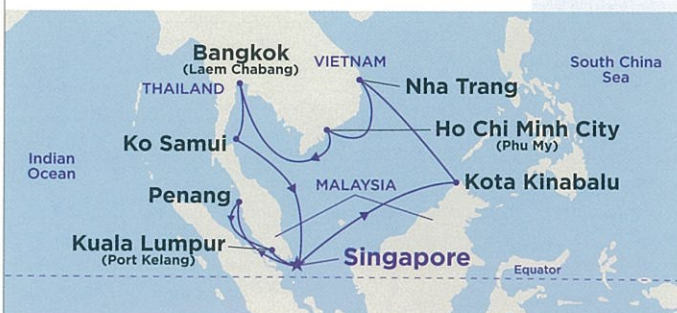 Bangkok
(Laem Chabang)
VIETNAM
South China
Sea
THAILAND
Nha Trang
Ho Chi Minh City
(Phu My)
Ko Samui
Indian
Ocean
MALAYSIA
Kota Kinabalu
Penang
Kuala Lumpur
(Port Kelang)
Singapore
Equator